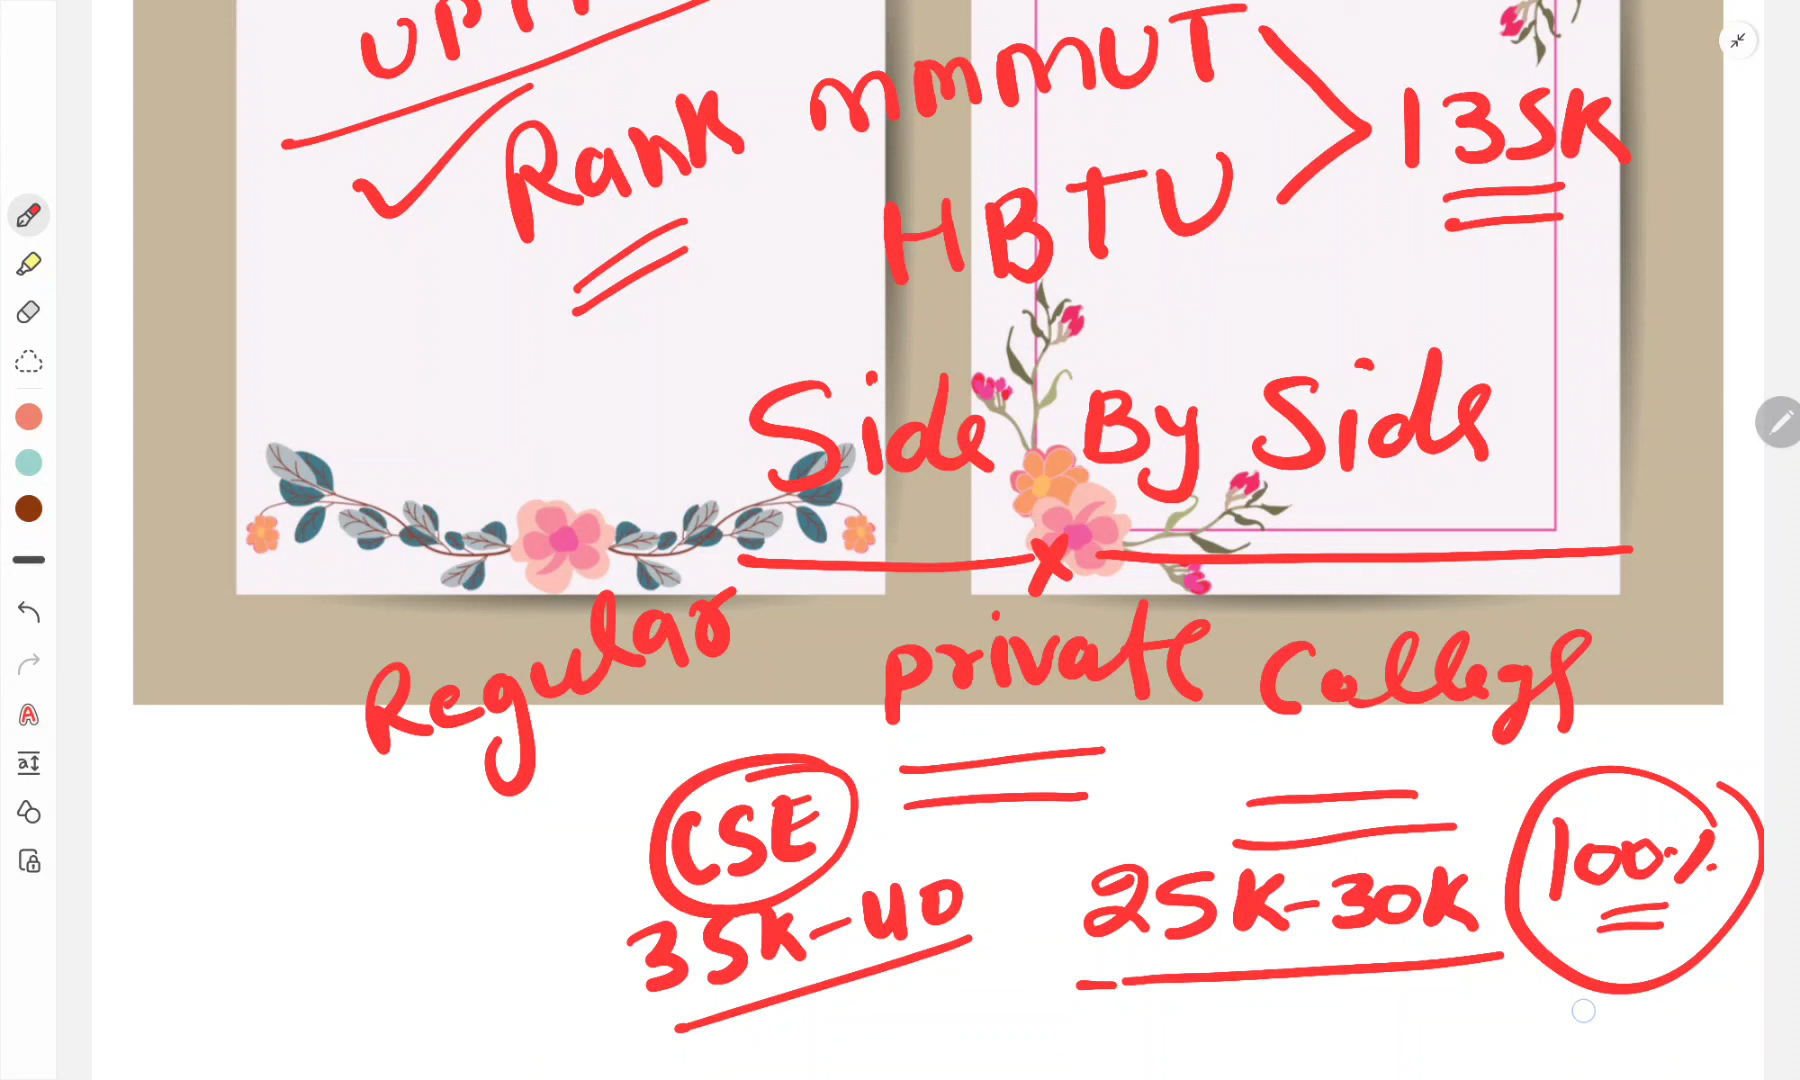 Rank MMMUT
HBTU
135K
Side By Side
Regular
private College
CSE
35K-40
25K-30K
100%